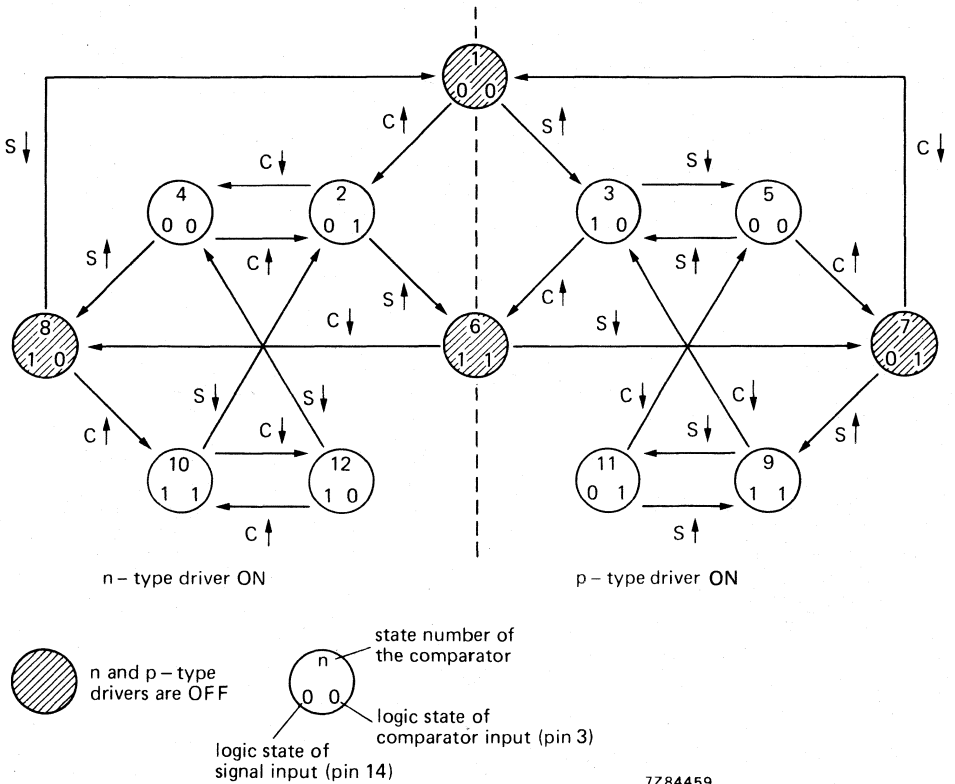 1
0 0
C↑
S↑
S↓
C↓
C↓
S↓
4
0 0
2
0 1
3
1 0
5
0 0
S↑
C↑
S↑
C↑
S↑
C↑
8
1 0
C↓
6
1 1
S↓
7
0 1
C↑
S↓
S↓
C↓
C↓
S↑
C↓
S↓
10
1 1
12
1 0
11
0 1
9
1 1
C↑
S↑
n – type driver ON
p – type driver ON
n and p – type
drivers are OFF
n
0 0
state number of
the comparator
logic state of
comparator input (pin 3)
logic state of
signal input (pin 14)
7Z84459